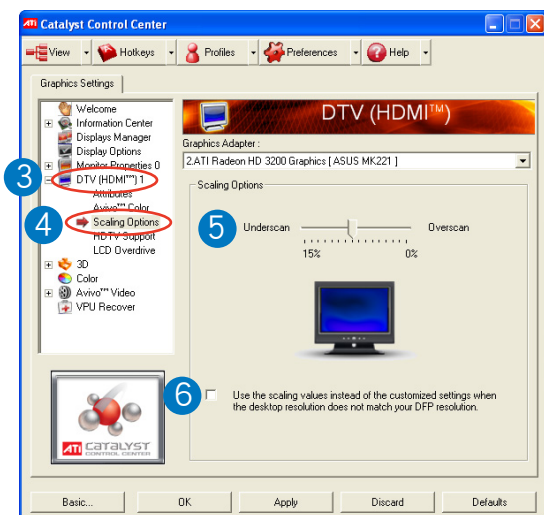 ATI Catalyst Control Center
View Hotkeys Profiles Preferences Help
Graphics Settings
Welcome
Information Center
Displays Manager
Display Options
Monitor Properties 0
3
DTV (HDMI™) 1
Attributes
Avivo™ Color
4
Scaling Options
HDTV Support
LCD Overdrive
3D
Color
Avivo™ Video
VPU Recover
ATI CATALYST
CONTROL CENTER
DTV (HDMI™)
Graphics Adapter :
2.ATI Radeon HD 3200 Graphics [ ASUS MK221 ]
Scaling Options
5
Underscan Overscan
15% 0%
6
Use the scaling values instead of the customized settings when
the desktop resolution does not match your DFP resolution.
Basic... OK Apply Discard Defaults